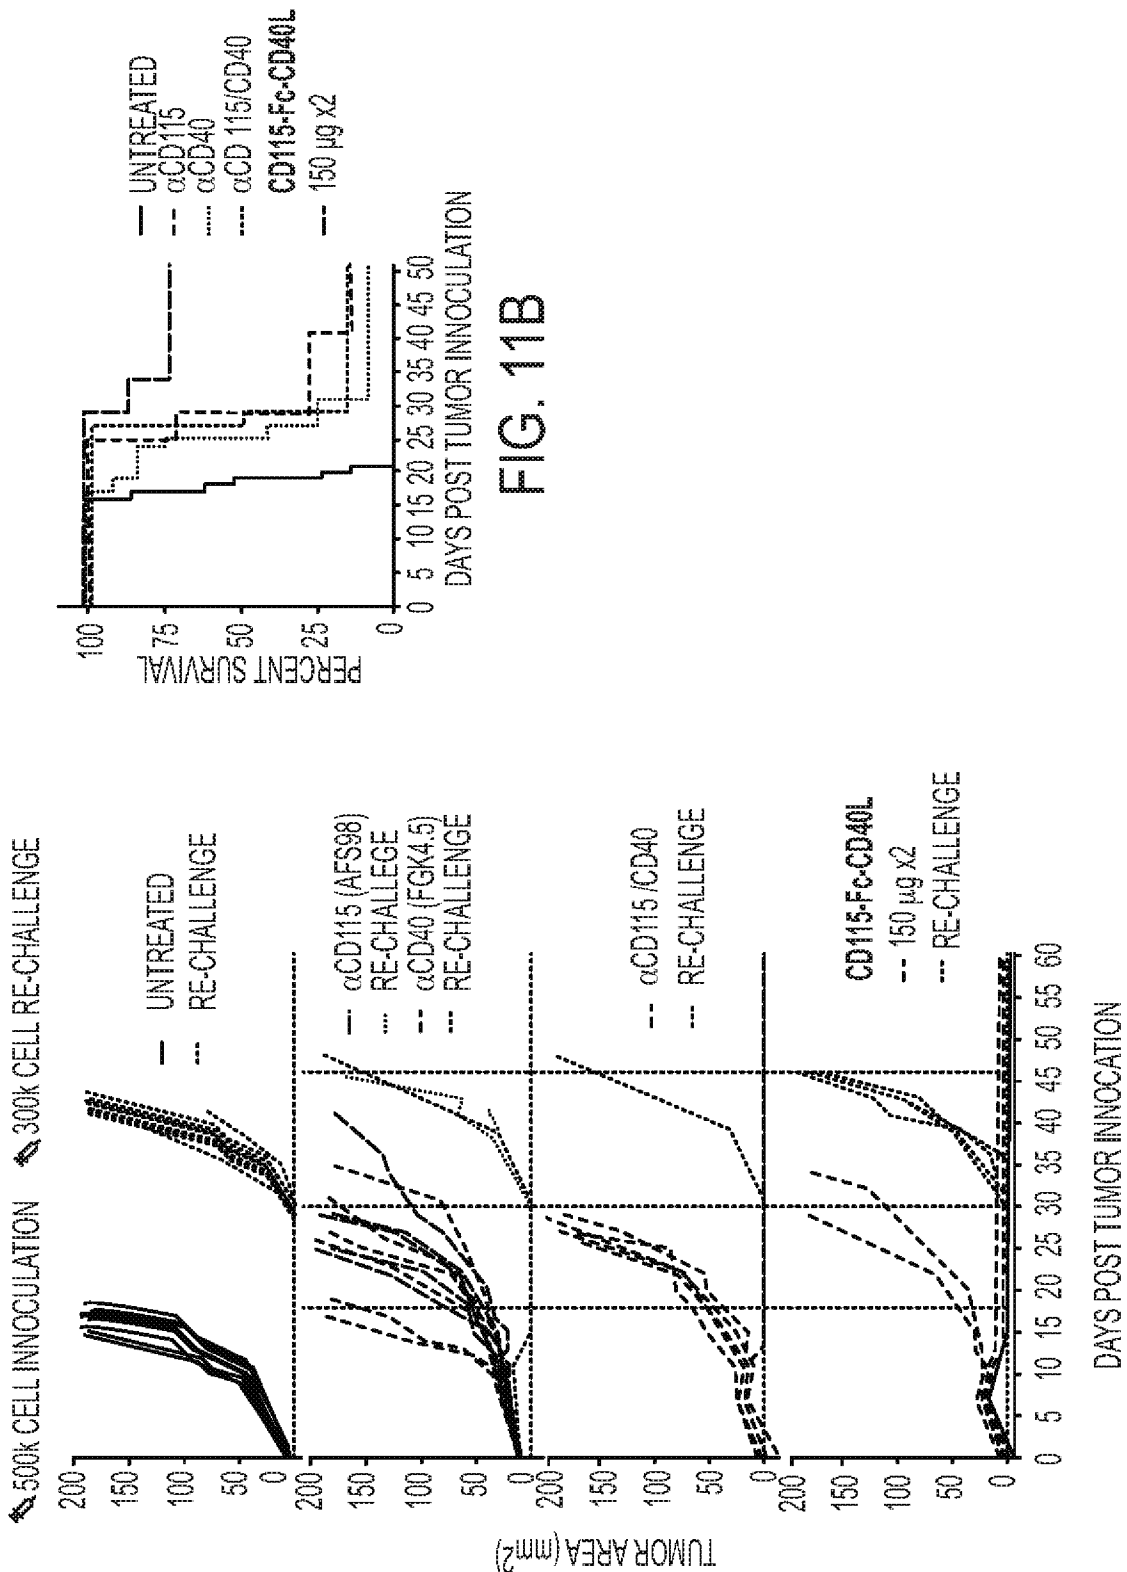 500k CELL INNOCULATION
300k CELL RE-CHALLENGE
UNTREATED
RE-CHALLENGE
200
150
100
50
0
αCD115 (AFS98)
RE-CHALLEGE
αCD40 (FGK4.5)
RE-CHALLENGE
200
150
100
50
0
αCD115 /CD40
RE-CHALLENGE
200
150
100
50
0
CD115-Fc-CD40L
150 µg x2
RE-CHALLENGE
200
150
100
50
0
TUMOR AREA (mm²)
0 5 10 15 20 25 30 35 40 45 50 55 60
DAYS POST TUMOR INNOCATION
UNTREATED
αCD115
αCD40
αCD 115/CD40
CD115-Fc-CD40L
150 µg x2
PERCENT SURVIVAL
100
75
50
25
0
0 5 10 15 20 25 30 35 40 45 50
DAYS POST TUMOR INNOCULATION
FIG. 11B